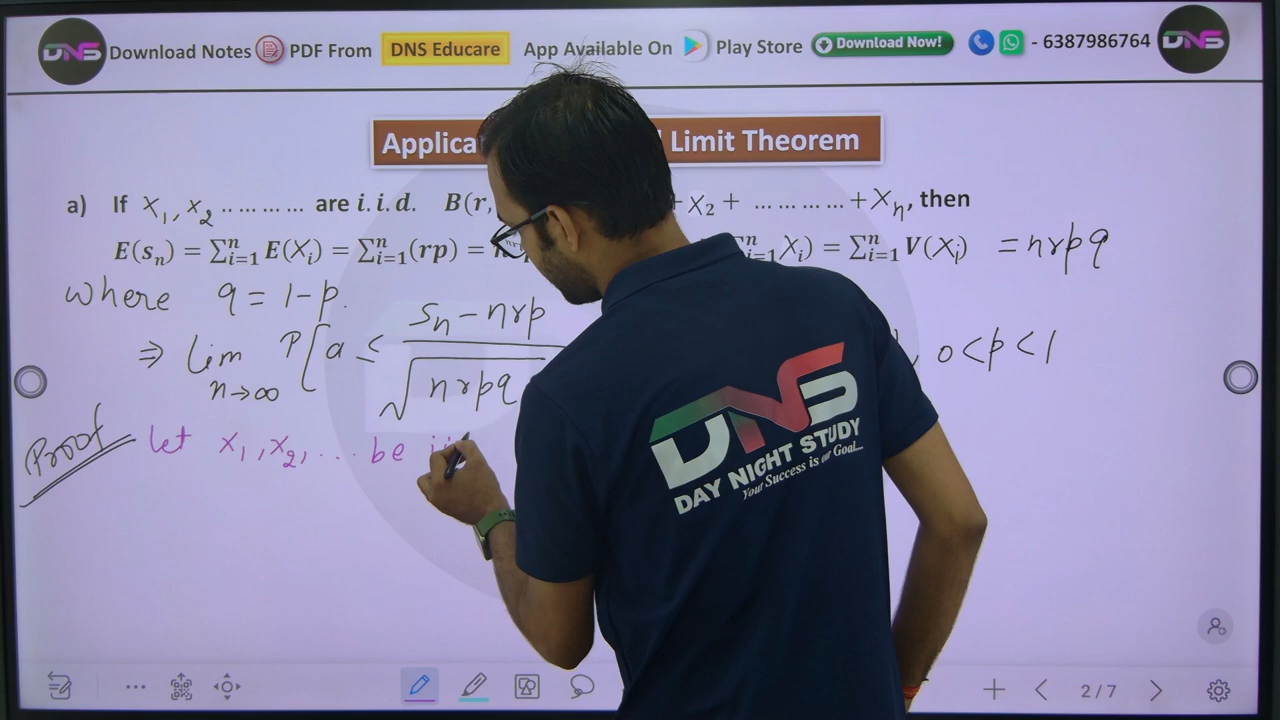 DNS Download Notes PDF From DNS Educare App Available On Play Store Download Now! - 6387986764 DNS
Limit Theorem
a) If X₁, X₂ ........... are i.i.d. B(r, X₂ + ............ +Xₙ, then
E(sₙ) = ∑ⁿᵢ₌₁ E(Xᵢ) = ∑ⁿᵢ₌₁(rp) = Xᵢ) = ∑ⁿᵢ₌₁ V(Xᵢ) = nrpq
where q = 1-p.
⇒ lim n→∞ P[a ≤ Sₙ - nrp / √nrpq , 0<p<1
Proof let X₁, X₂, ... be
DNS
DAY NIGHT STUDY
Your Success is our Goal...
2/7